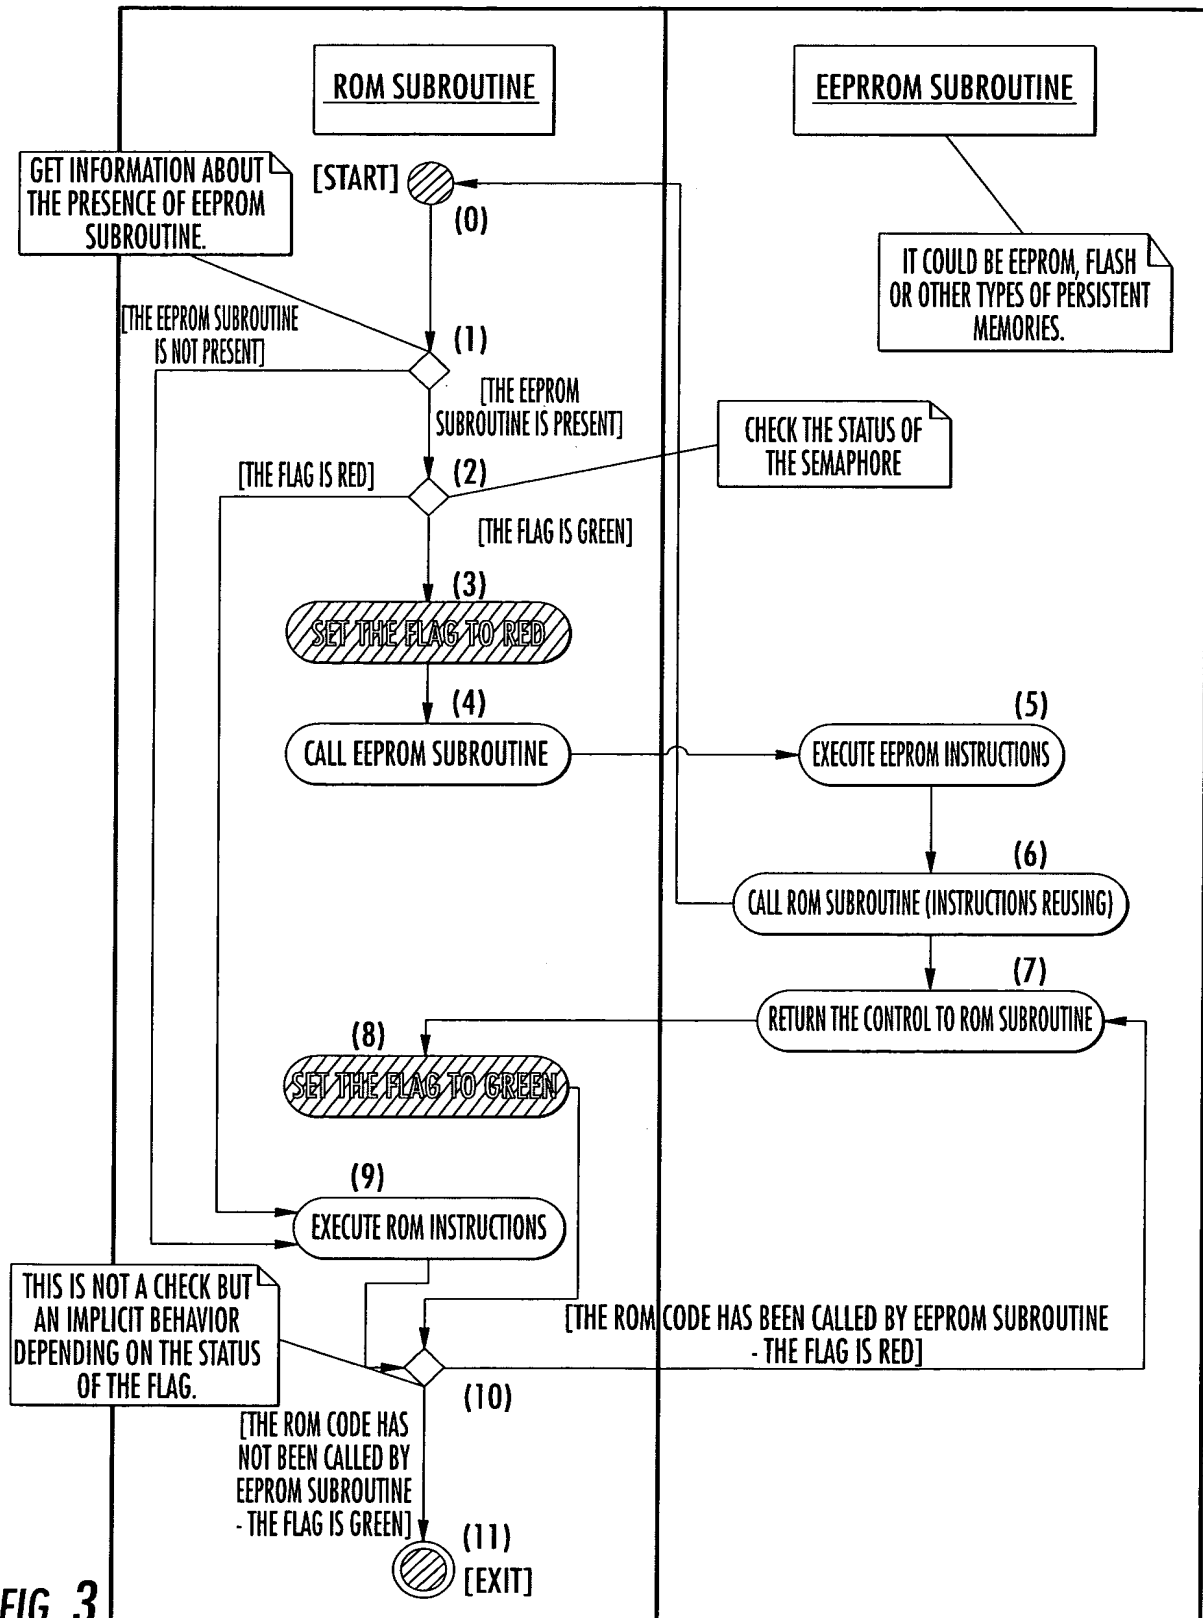 ROM SUBROUTINE
EEPRROM SUBROUTINE
GET INFORMATION ABOUT
THE PRESENCE OF EEPROM
SUBROUTINE.
[START]
(0)
IT COULD BE EEPROM, FLASH
OR OTHER TYPES OF PERSISTENT
MEMORIES.
[THE EEPROM SUBROUTINE
IS NOT PRESENT]
(1)
[THE EEPROM
SUBROUTINE IS PRESENT]
CHECK THE STATUS OF
THE SEMAPHORE
[THE FLAG IS RED]
(2)
[THE FLAG IS GREEN]
(3)
SET THE FLAG TO RED
(4)
CALL EEPROM SUBROUTINE
(5)
EXECUTE EEPROM INSTRUCTIONS
(6)
CALL ROM SUBROUTINE (INSTRUCTIONS REUSING)
(7)
RETURN THE CONTROL TO ROM SUBROUTINE
(8)
SET THE FLAG TO GREEN
(9)
EXECUTE ROM INSTRUCTIONS
THIS IS NOT A CHECK BUT
AN IMPLICIT BEHAVIOR
DEPENDING ON THE STATUS
OF THE FLAG.
[THE ROM CODE HAS BEEN CALLED BY EEPROM SUBROUTINE
- THE FLAG IS RED]
(10)
[THE ROM CODE HAS
NOT BEEN CALLED BY
EEPROM SUBROUTINE
- THE FLAG IS GREEN]
(11)
[EXIT]
FIG. 3